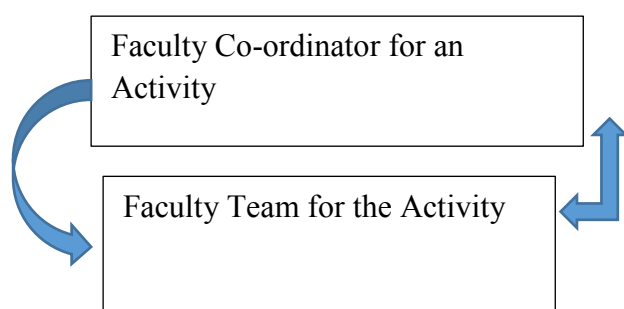 Faculty Co-ordinator for an
Activity
Faculty Team for the Activity